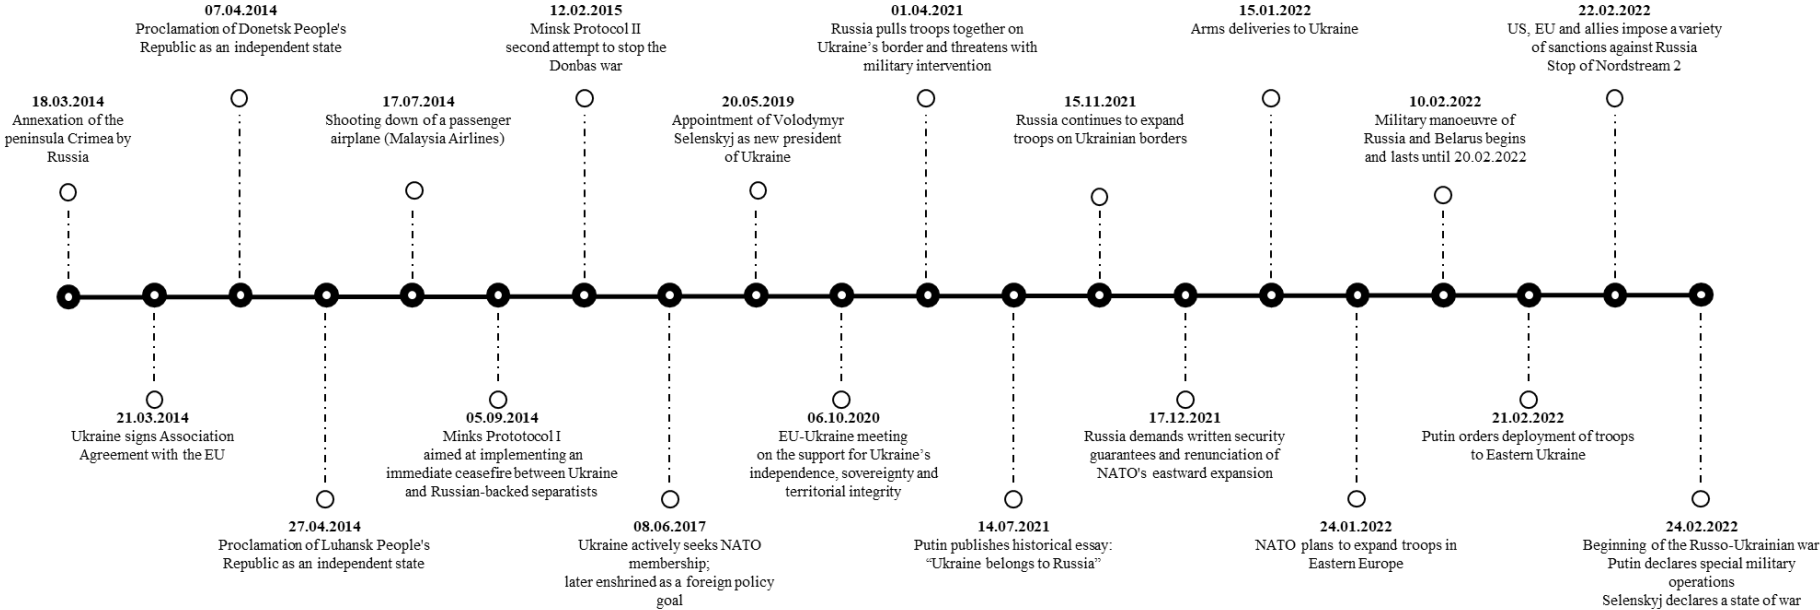 18.03.2014
Annexation of the
peninsula Crimea by
Russia
21.03.2014
Ukraine signs Association
Agreement with the EU
07.04.2014
Proclamation of Donetsk People's
Republic as an independent state
27.04.2014
Proclamation of Luhansk People's
Republic as an independent state
17.07.2014
Shooting down of a passenger
airplane (Malaysia Airlines)
05.09.2014
Minks Prototocol I
aimed at implementing an
immediate ceasefire between Ukraine
and Russian-backed separatists
12.02.2015
Minsk Protocol II
second attempt to stop the
Donbas war
08.06.2017
Ukraine actively seeks NATO
membership;
later enshrined as a foreign policy
goal
20.05.2019
Appointment of Volodymyr
Selenskyj as new president
of Ukraine
06.10.2020
EU-Ukraine meeting
on the support for Ukraine's
independence, sovereignty and
territorial integrity
01.04.2021
Russia pulls troops together on
Ukraine's border and threatens with
military intervention
14.07.2021
Putin publishes historical essay:
“Ukraine belongs to Russia”
15.11.2021
Russia continues to expand
troops on Ukrainian borders
17.12.2021
Russia demands written security
guarantees and renunciation of
NATO's eastward expansion
15.01.2022
Arms deliveries to Ukraine
24.01.2022
NATO plans to expand troops in
Eastern Europe
10.02.2022
Military manoeuvre of
Russia and Belarus begins
and lasts until 20.02.2022
21.02.2022
Putin orders deployment of troops
to Eastern Ukraine
22.02.2022
US, EU and allies impose a variety
of sanctions against Russia
Stop of Nordstream 2
24.02.2022
Beginning of the Russo-Ukrainian war
Putin declares special military
operations
Selenskyj declares a state of war